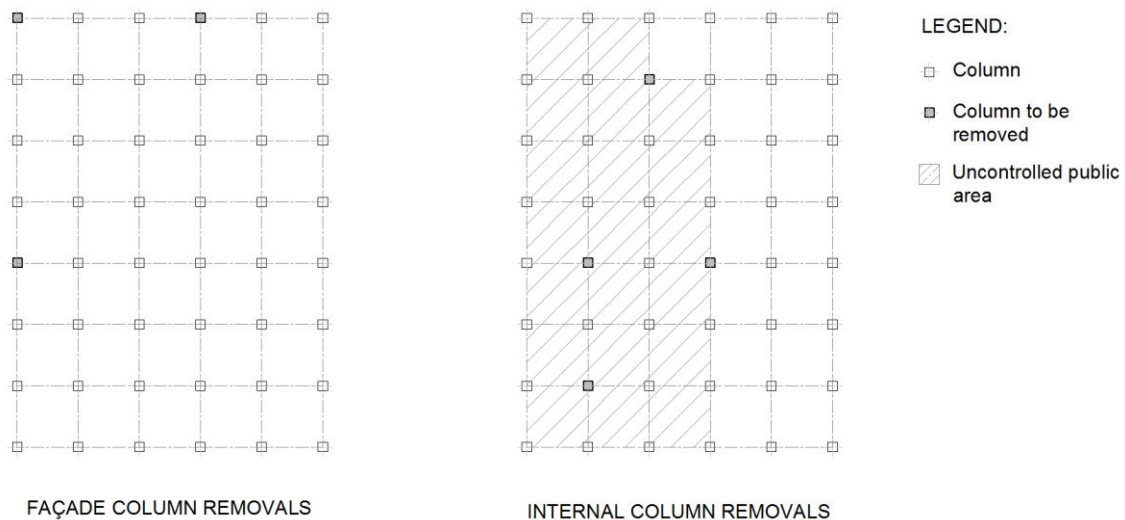 LEGEND:
Column
Column to be
removed
Uncontrolled public
area
FAÇADE COLUMN REMOVALS
INTERNAL COLUMN REMOVALS